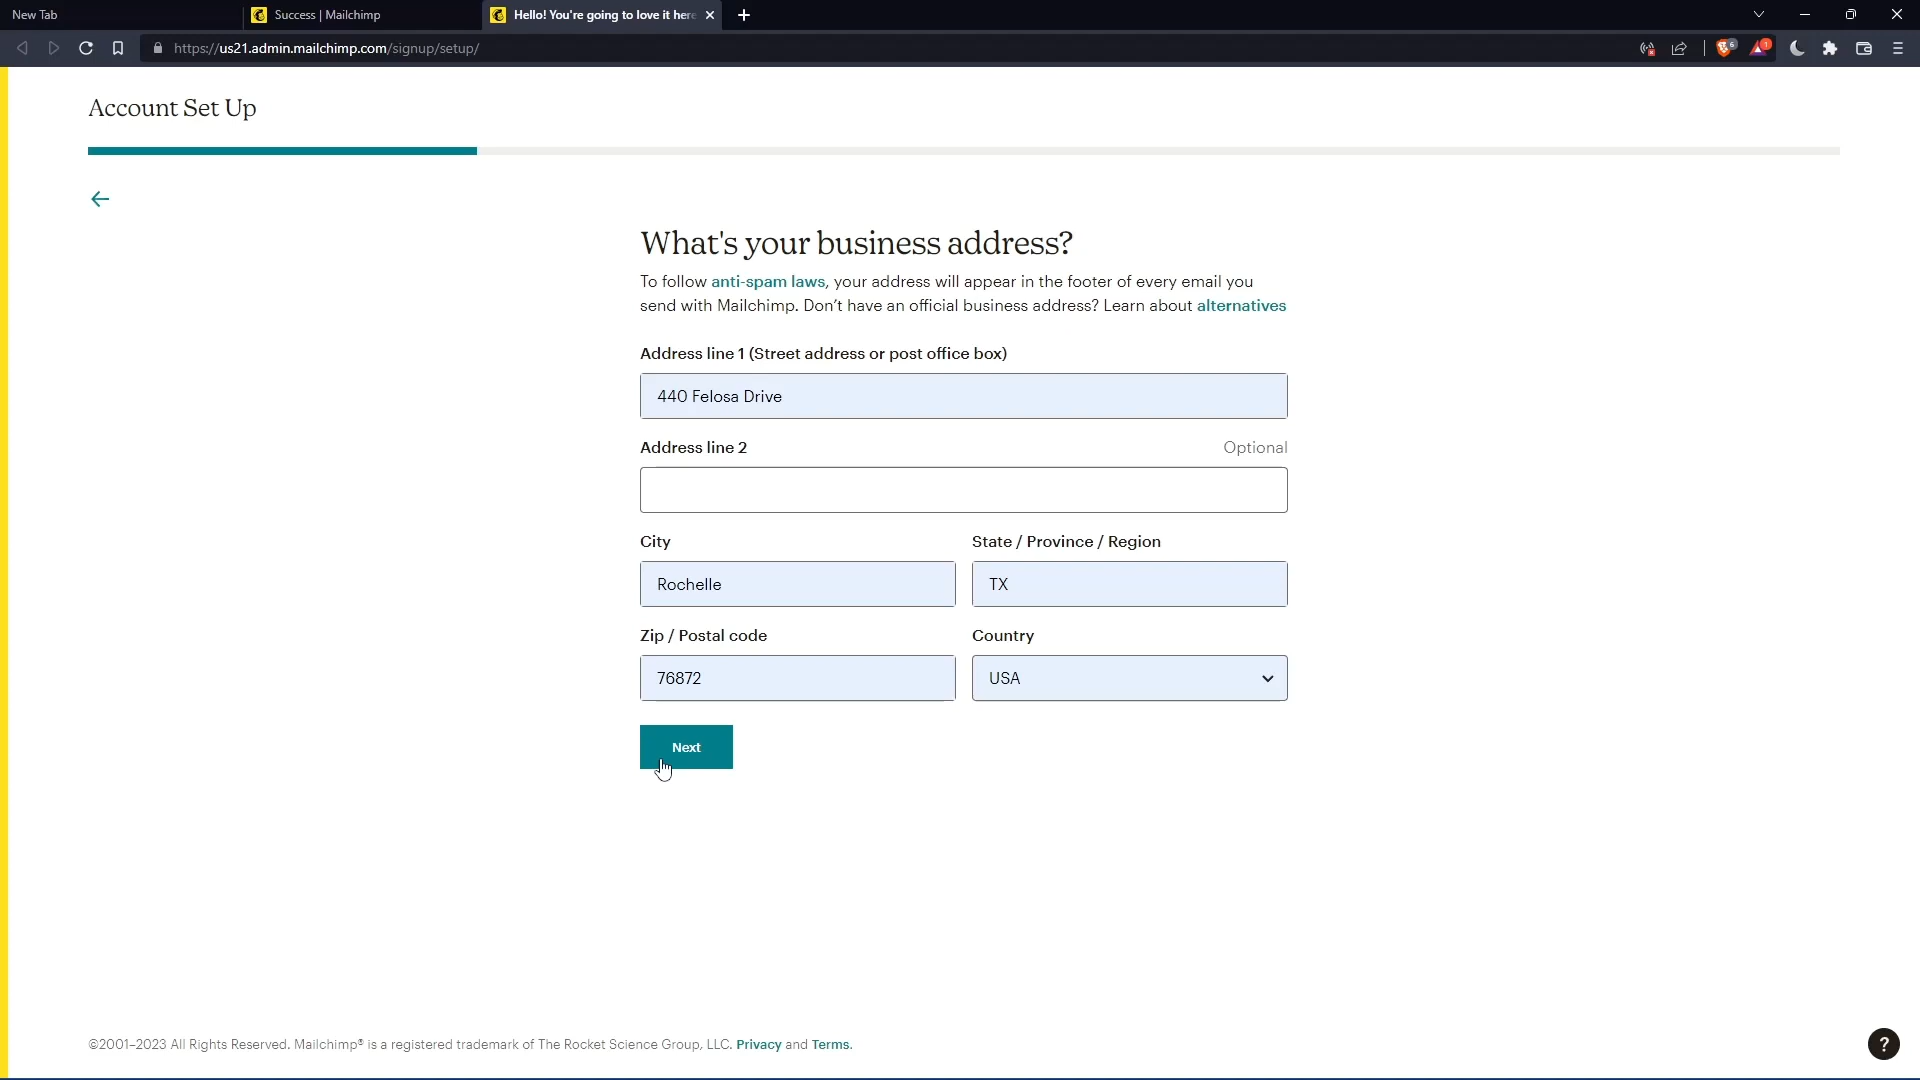 New Tab
Success | Mailchimp
Hello! You're going to love it here
https://us21.admin.mailchimp.com/signup/setup/
6
1
Account Set Up
What's your business address?
To follow anti-spam laws, your address will appear in the footer of every email you
send with Mailchimp. Don’t have an official business address? Learn about alternatives
Address line 1 (Street address or post office box)
440 Felosa Drive
Address line 2 Optional
City State / Province / Region
Rochelle TX
Zip / Postal code Country
76872 USA
Next
©2001–2023 All Rights Reserved. Mailchimp® is a registered trademark of The Rocket Science Group, LLC. Privacy and Terms.
?